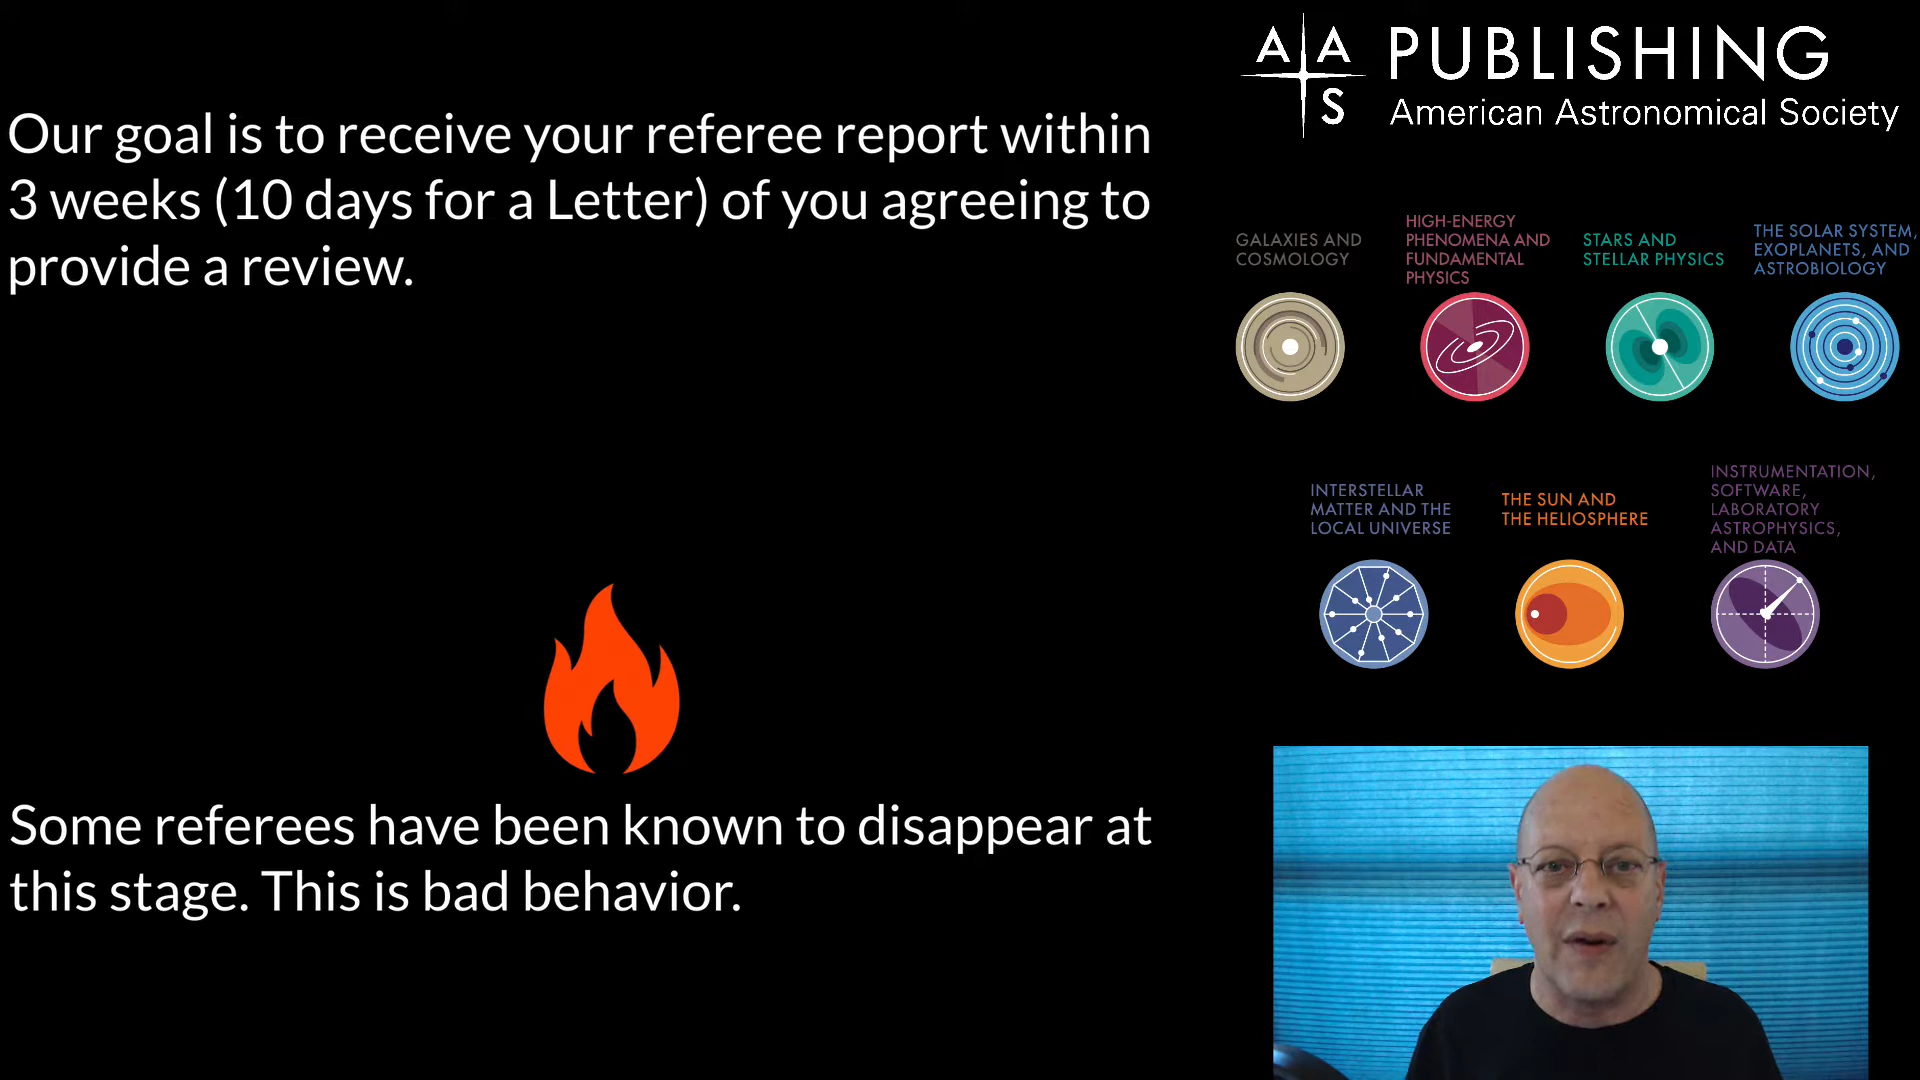 Our goal is to receive your referee report within
3 weeks (10 days for a Letter) of you agreeing to
provide a review.
Some referees have been known to disappear at
this stage. This is bad behavior.
A A
S
PUBLISHING
American Astronomical Society
GALAXIES AND
COSMOLOGY
HIGH-ENERGY
PHENOMENA AND
FUNDAMENTAL
PHYSICS
STARS AND
STELLAR PHYSICS
THE SOLAR SYSTEM,
EXOPLANETS, AND
ASTROBIOLOGY
INTERSTELLAR
MATTER AND THE
LOCAL UNIVERSE
THE SUN AND
THE HELIOSPHERE
INSTRUMENTATION,
SOFTWARE,
LABORATORY
ASTROPHYSICS,
AND DATA